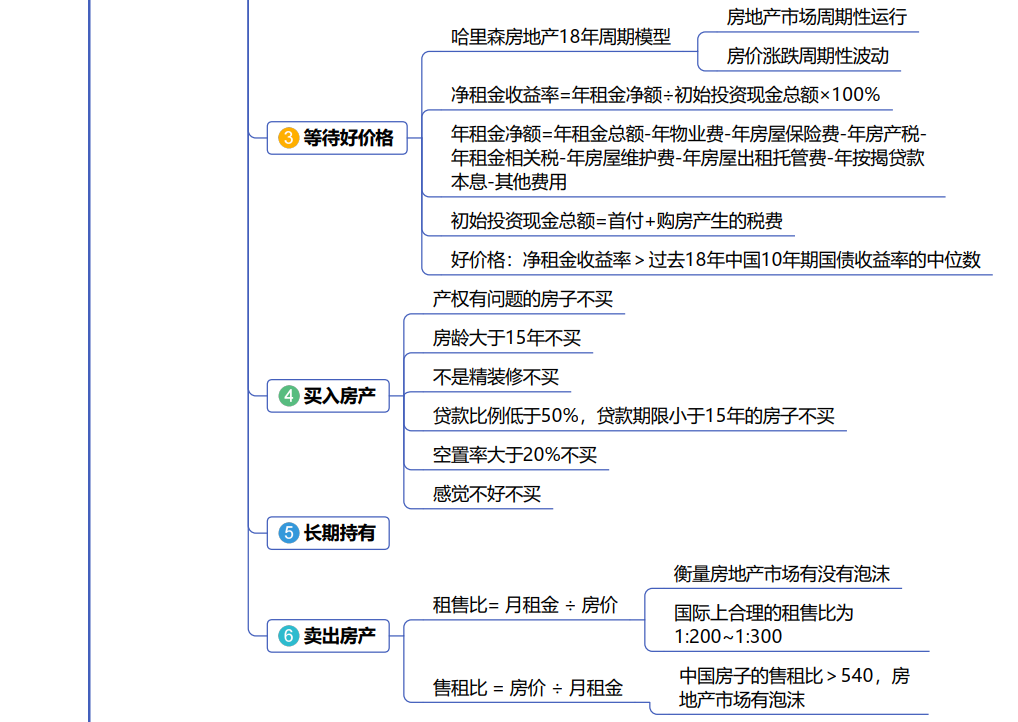 哈里森房地产18年周期模型
房地产市场周期性运行
房价涨跌周期性波动
③ 等待好价格
净租金收益率=年租金净额÷初始投资现金总额×100%
年租金净额=年租金总额-年物业费-年房屋保险费-年房产税-
年租金相关税-年房屋维护费-年房屋出租托管费-年按揭贷款
本息-其他费用
初始投资现金总额=首付+购房产生的税费
好价格：净租金收益率＞过去18年中国10年期国债收益率的中位数
④ 买入房产
产权有问题的房子不买
房龄大于15年不买
不是精装修不买
贷款比例低于50%，贷款期限小于15年的房子不买
空置率大于20%不买
感觉不好不买
⑤ 长期持有
⑥ 卖出房产
租售比= 月租金 ÷ 房价
衡量房地产市场有没有泡沫
国际上合理的租售比为
1:200~1:300
售租比 = 房价 ÷ 月租金
中国房子的售租比＞540，房
地产市场有泡沫